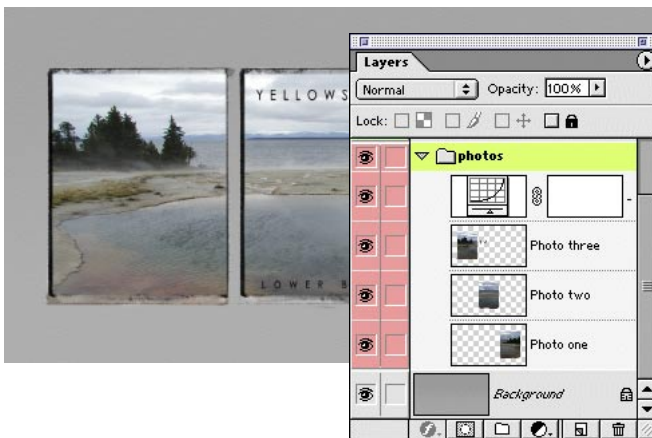 YELLOWS
LOWER B
Layers
Normal
Opacity: 100%
Lock:
photos
Photo three
Photo two
Photo one
Background